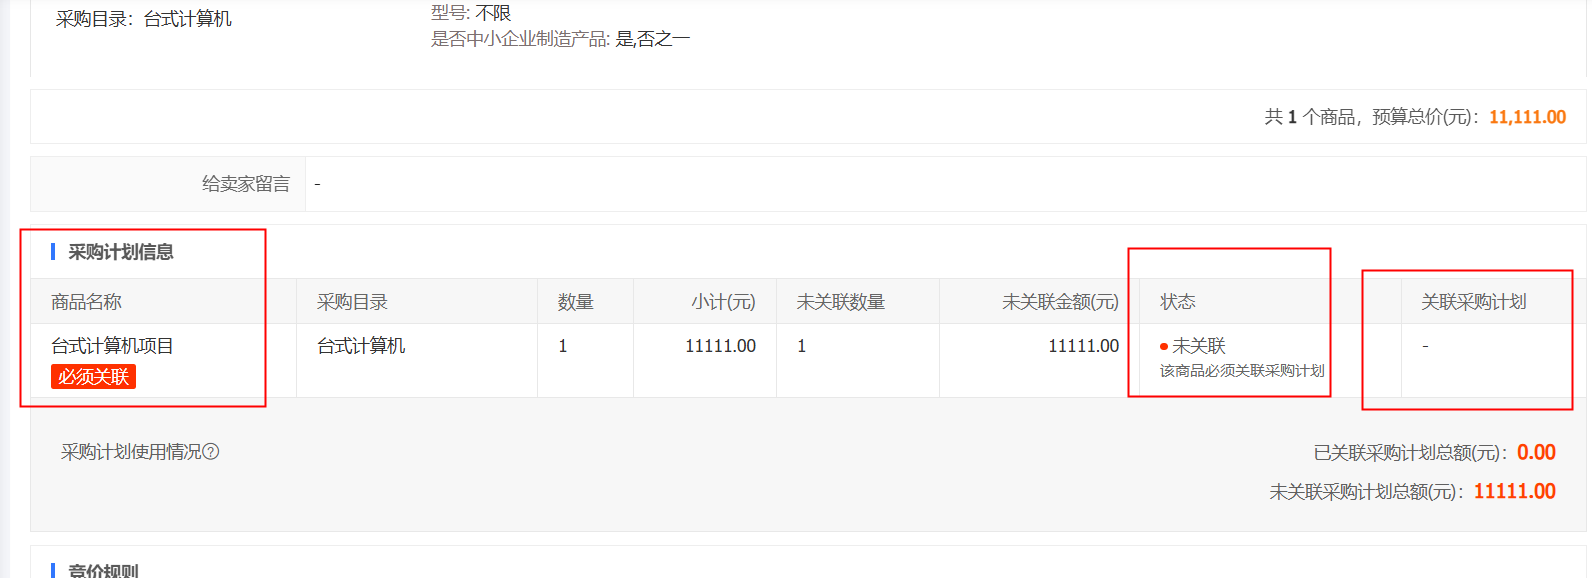 采购目录：台式计算机
型号: 不限
是否中小企业制造产品: 是,否之一
共 1 个商品，预算总价(元)：11,111.00
给卖家留言 -
采购计划信息
商品名称 采购目录 数量 小计(元) 未关联数量 未关联金额(元) 状态 关联采购计划
台式计算机项目 台式计算机 1 11111.00 1 11111.00 未关联 -
必须关联 该商品必须关联采购计划
采购计划使用情况? 已关联采购计划总额(元)：0.00
未关联采购计划总额(元)：11111.00
竞价规则